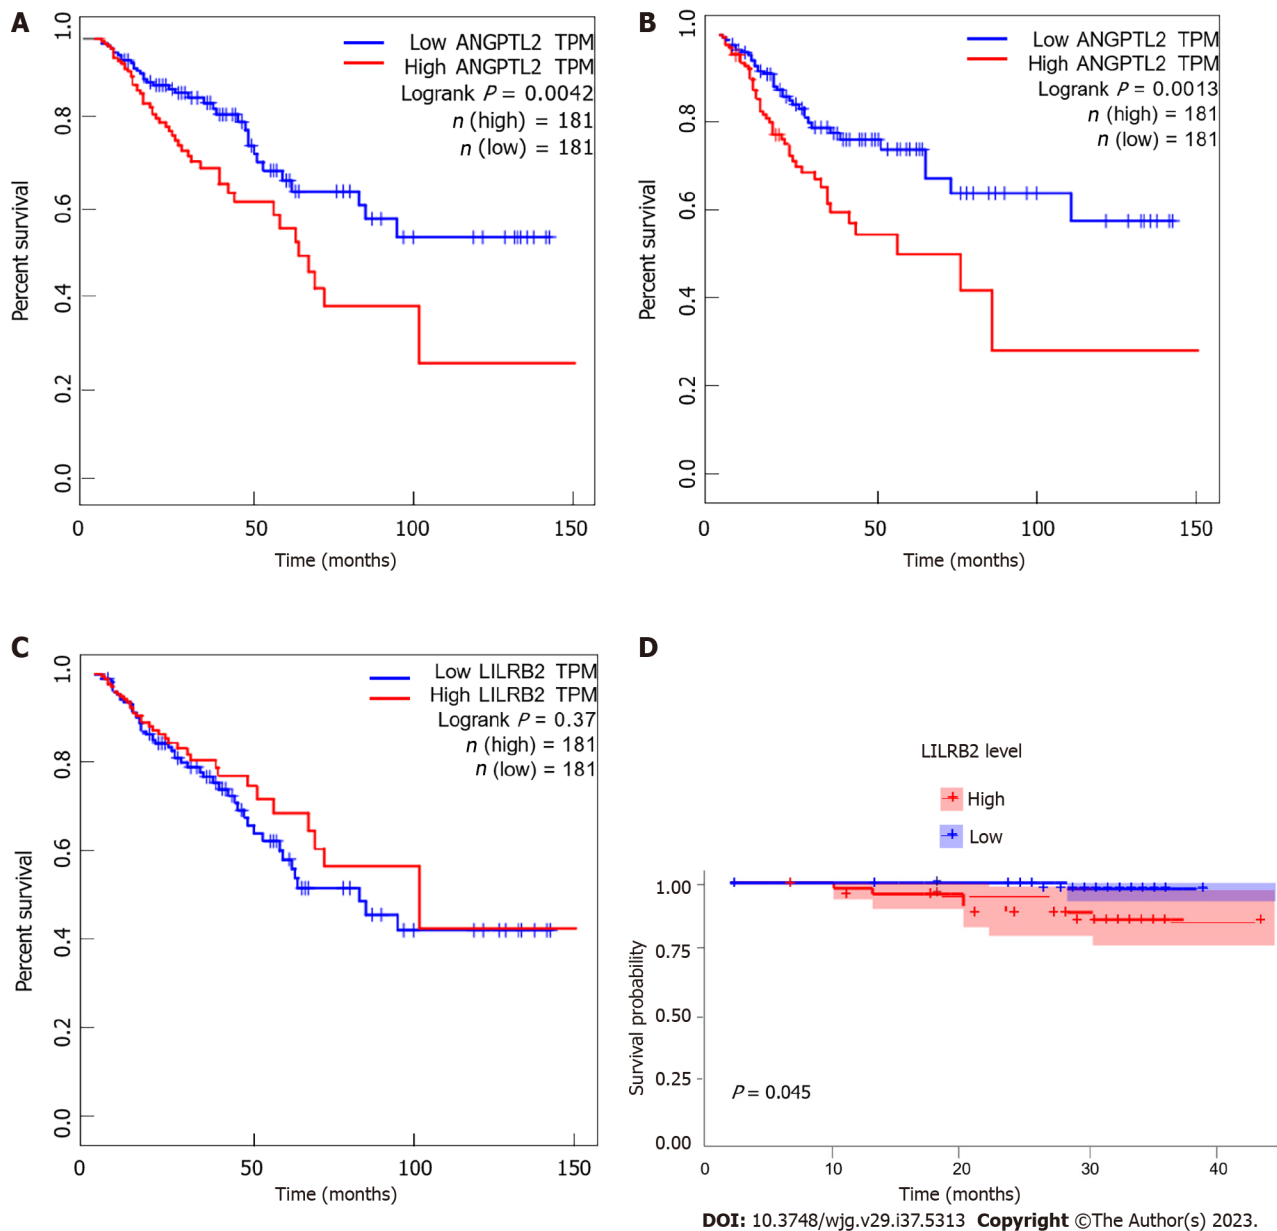 A
Low ANGPTL2 TPM
High ANGPTL2 TPM
Logrank P = 0.0042
n (high) = 181
n (low) = 181
Percent survival
1.0
0.8
0.6
0.4
0.2
0.0
0 50 100 150
Time (months)
B
Low ANGPTL2 TPM
High ANGPTL2 TPM
Logrank P = 0.0013
n (high) = 181
n (low) = 181
Percent survival
1.0
0.8
0.6
0.4
0.2
0.0
0 50 100 150
Time (months)
C
Low LILRB2 TPM
High LILRB2 TPM
Logrank P = 0.37
n (high) = 181
n (low) = 181
Percent survival
1.0
0.8
0.6
0.4
0.2
0.0
0 50 100 150
Time (months)
D
LILRB2 level
High
Low
Survival probability
1.00
0.75
0.50
0.25
0.00
P = 0.045
0 10 20 30 40
Time (months)
DOI: 10.3748/wjg.v29.i37.5313 Copyright ©The Author(s) 2023.